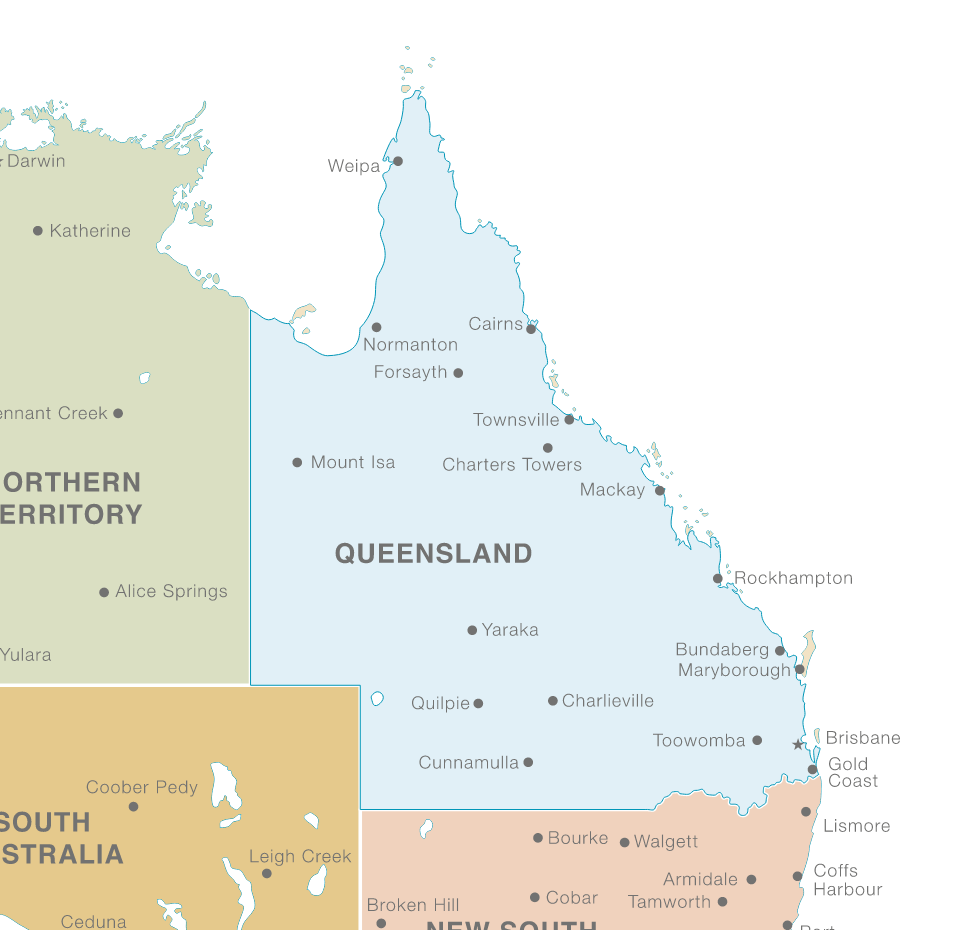 Darwin
Weipa
Katherine
Cairns
Normanton
Forsayth
ennant Creek
Townsville
Mount Isa
Charters Towers
Mackay
ORTHERN
ERRITORY
QUEENSLAND
Rockhampton
Alice Springs
Yaraka
Yulara
Bundaberg
Maryborough
Quilpie
Charlieville
Toowomba
Brisbane
Cunnamulla
Gold
Coast
Coober Pedy
SOUTH
STRALIA
Lismore
Bourke
Walgett
Leigh Creek
Coffs
Harbour
Armidale
Cobar
Tamworth
Broken Hill
Ceduna
NEW SOUTH
Port